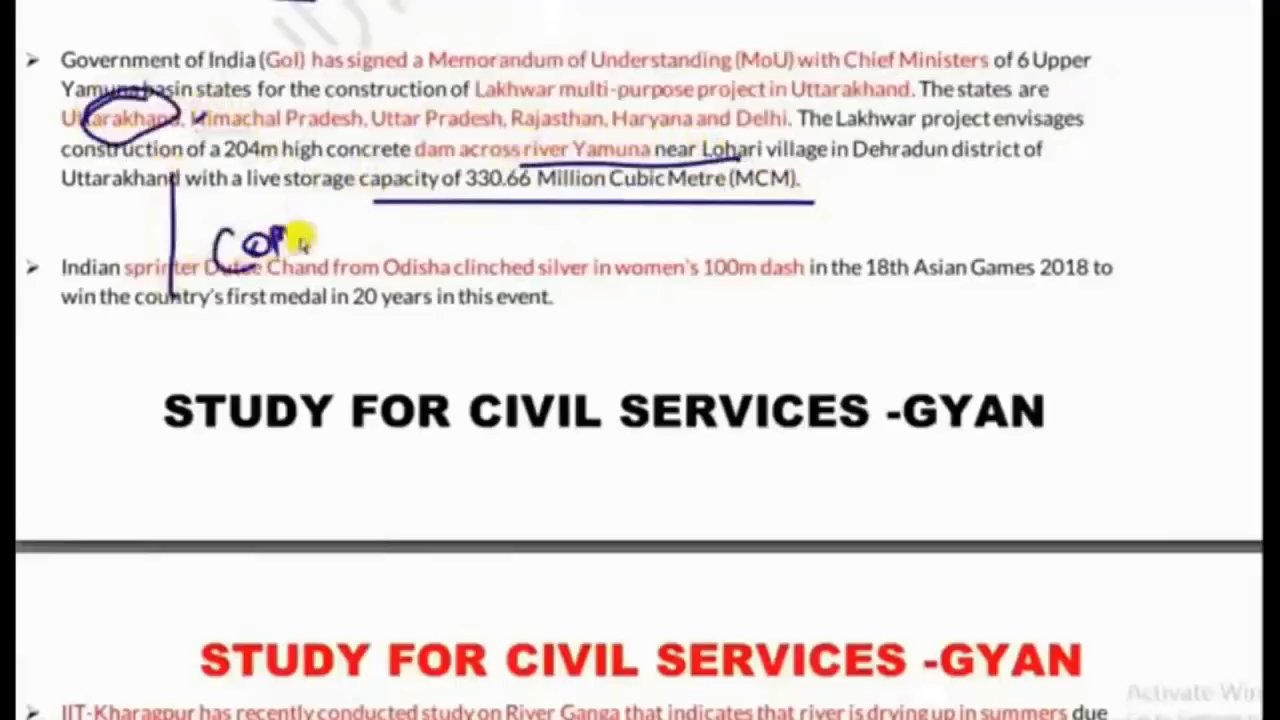 Government of India (GoI) has signed a Memorandum of Understanding (MoU) with Chief Ministers of 6 Upper
Yamuna basin states for the construction of Lakhwar multi-purpose project in Uttarakhand. The states are
Uttarakhand, Himachal Pradesh, Uttar Pradesh, Rajasthan, Haryana and Delhi. The Lakhwar project envisages
construction of a 204m high concrete dam across river Yamuna near Lohari village in Dehradun district of
Uttarakhand with a live storage capacity of 330.66 Million Cubic Metre (MCM).
Indian sprinter Dutee Chand from Odisha clinched silver in women's 100m dash in the 18th Asian Games 2018 to
win the country's first medal in 20 years in this event.
STUDY FOR CIVIL SERVICES -GYAN
STUDY FOR CIVIL SERVICES -GYAN
Activate Win
IIT-Kharagpur has recently conducted study on River Ganga that indicates that river is drying up in summers due